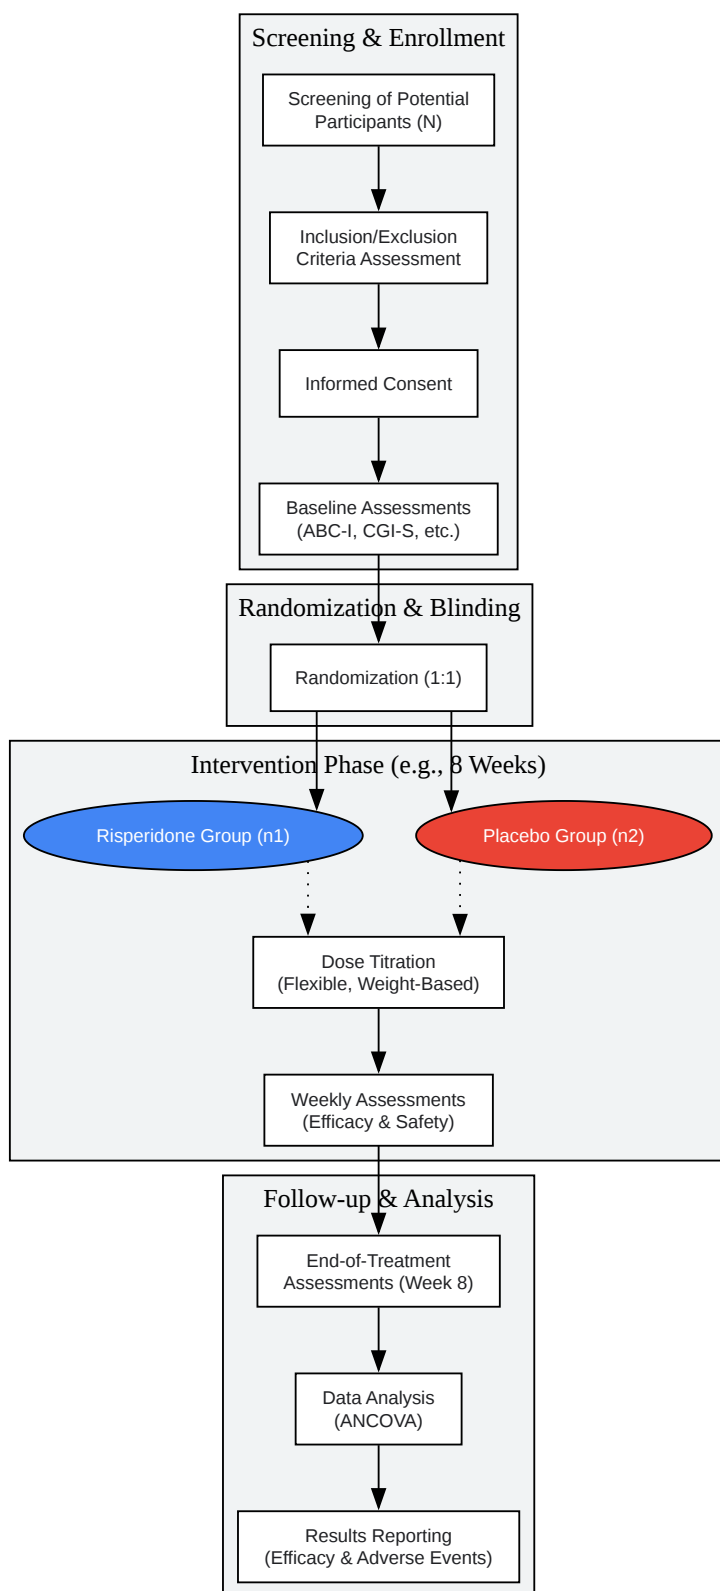 Screening & Enrollment
Screening of Potential
Participants (N)
Inclusion/Exclusion
Criteria Assessment
Informed Consent
Baseline Assessments
(ABC-I, CGI-S, etc.)
Randomization & Blinding
Randomization (1:1)
Intervention Phase (e.g., 8 Weeks)
Risperidone Group (n1)
Placebo Group (n2)
Dose Titration
(Flexible, Weight-Based)
Weekly Assessments
(Efficacy & Safety)
Follow-up & Analysis
End-of-Treatment
Assessments (Week 8)
Data Analysis
(ANCOVA)
Results Reporting
(Efficacy & Adverse Events)